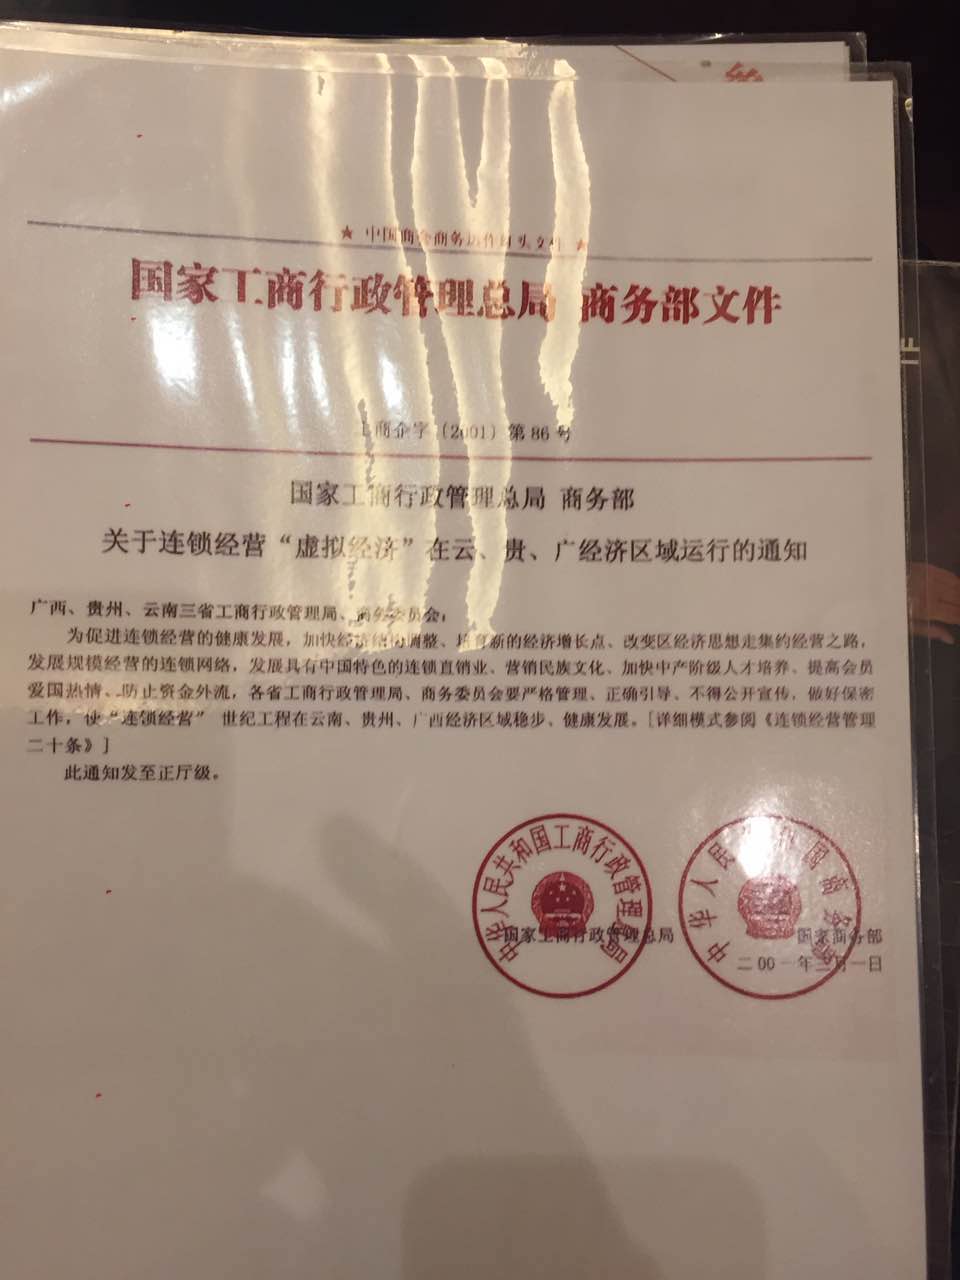 ★ 中国商会商务运作红头文件 ★
国家工商行政管理总局 商务部文件
工商企字（2001）第86号
国家工商行政管理总局 商务部
关于连锁经营“虚拟经济”在云、贵、广经济区域运行的通知
广西、贵州、云南三省工商行政管理局、商务委员会：
为促进连锁经营的健康发展，加快经济结构调整、培育新的经济增长点、改变区经济思想走集约经营之路，
发展规模经营的连锁网络，发展具有中国特色的连锁直销业、营销民族文化、加快中产阶级人才培养、提高会员
爱国热情、防止资金外流，各省工商行政管理局、商务委员会要严格管理、正确引导、不得公开宣传，做好保密
工作，使“连锁经营” 世纪工程在云南、贵州、广西经济区域稳步、健康发展。[详细模式参阅《连锁经营管理
二十条》]
此通知发至正厅级。
中华人民共和国工商行政管理局
国家工商行政管理总局
国家商务部
二00一年三月一日